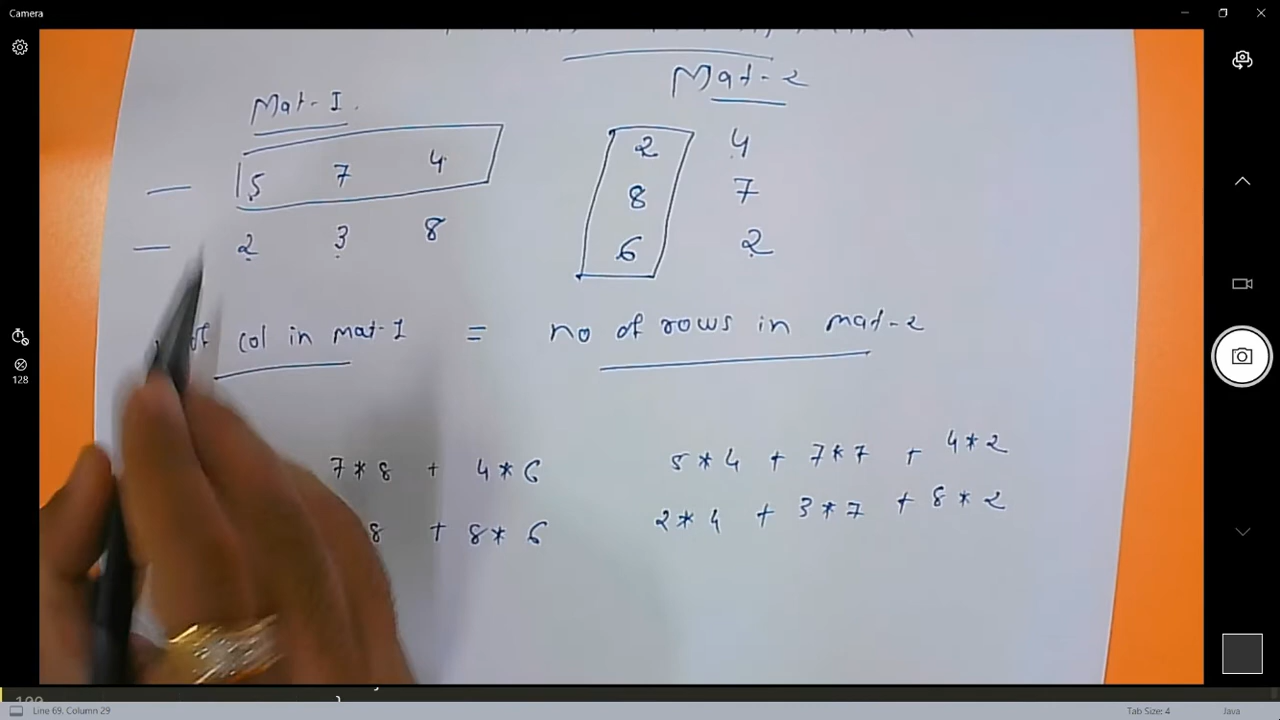 Camera
Mat-2
Mat-I.
5 7 4 2 4
8 7
2 3 8 6 2
of col in mat-I = no of rows in mat-2
7*8 + 4*6 5*4 + 7*7 + 4*2
8 + 8*6 2*4 + 3*7 + 8*2
128
}
Line 69, Column 29 Tab Size: 4 Java